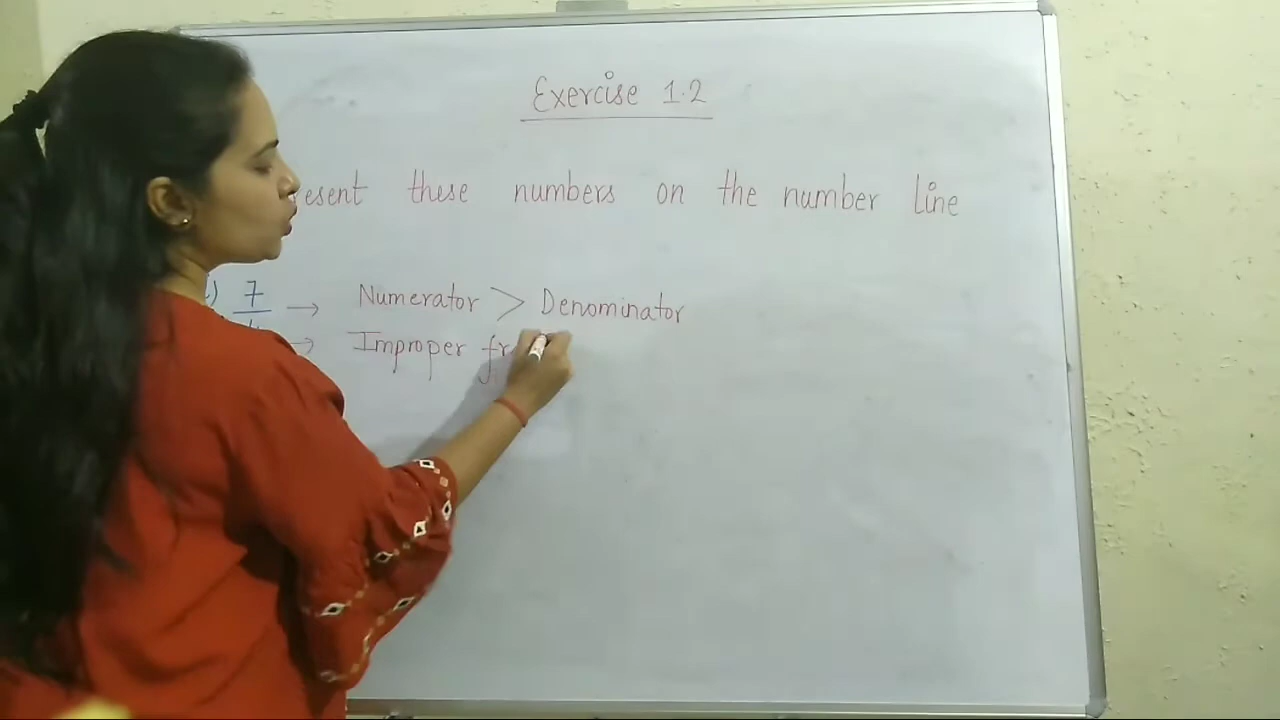 Exercise 1.2
esent these numbers on the number line
) 7 → Numerator > Denominator
→ Improper fr